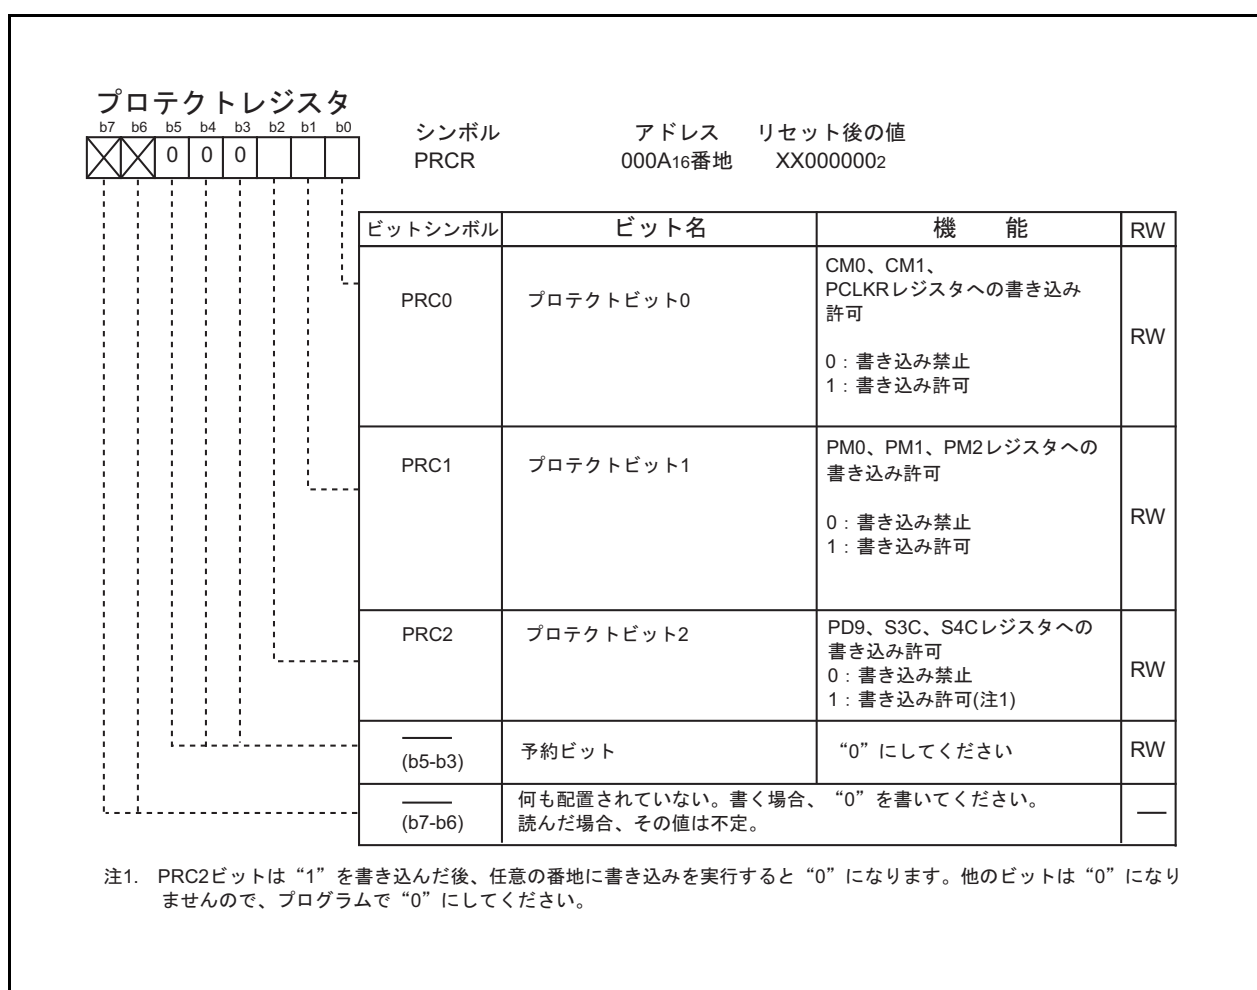 プロテクトレジスタ
b7 b6 b5 b4 b3 b2 b1 b0
0 0 0
シンボル アドレス リセット後の値
PRCR 000A16番地 XX0000002
ビットシンボル ビット名 機 能 RW
PRC0 プロテクトビット0 RW
CM0、CM1、
PCLKRレジスタへの書き込み
許可
0：書き込み禁止
1：書き込み許可
PRC1 プロテクトビット1 RW
PM0、PM1、PM2レジスタへの
書き込み許可
0：書き込み禁止
1：書き込み許可
PRC2 プロテクトビット2 RW
PD9、S3C、S4Cレジスタへの
書き込み許可
0：書き込み禁止
1：書き込み許可(注1)
(b5-b3) 予約ビット “0”にしてください RW
(b7-b6)
何も配置されていない。書く場合、“0”を書いてください。
読んだ場合、その値は不定。
注1. PRC2ビットは“1”を書き込んだ後、任意の番地に書き込みを実行すると“0”になります。他のビットは“0”になり
ませんので、プログラムで“0”にしてください。